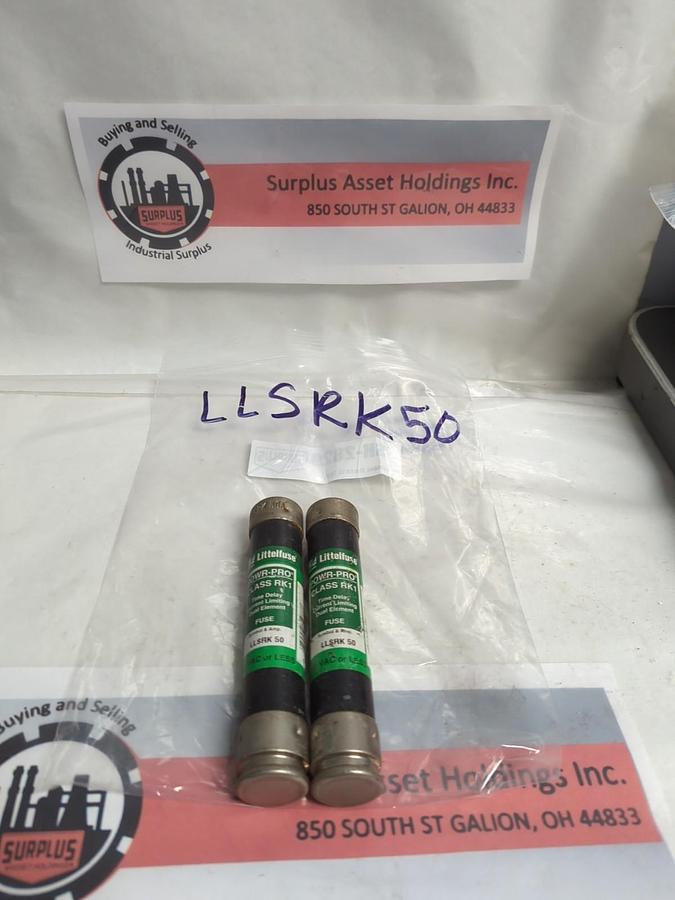 Buying and Selling
SURPLUS
Industrial Surplus
Surplus Asset Holdings Inc.
850 SOUTH ST GALION, OH 44833
LLSRK50
Littelfuse
POWR-PRO
CLASS RK1
Time Delay
Current Limiting
Dual Element
FUSE
LLSRK 50
VAC or LESS
Littelfuse
POWR-PRO
CLASS RK1
Time Delay
Current Limiting
Dual Element
FUSE
LLSRK 50
VAC or LESS
Buying and Selling
SURPLUS
sset Holdings Inc.
850 SOUTH ST GALION, OH 44833